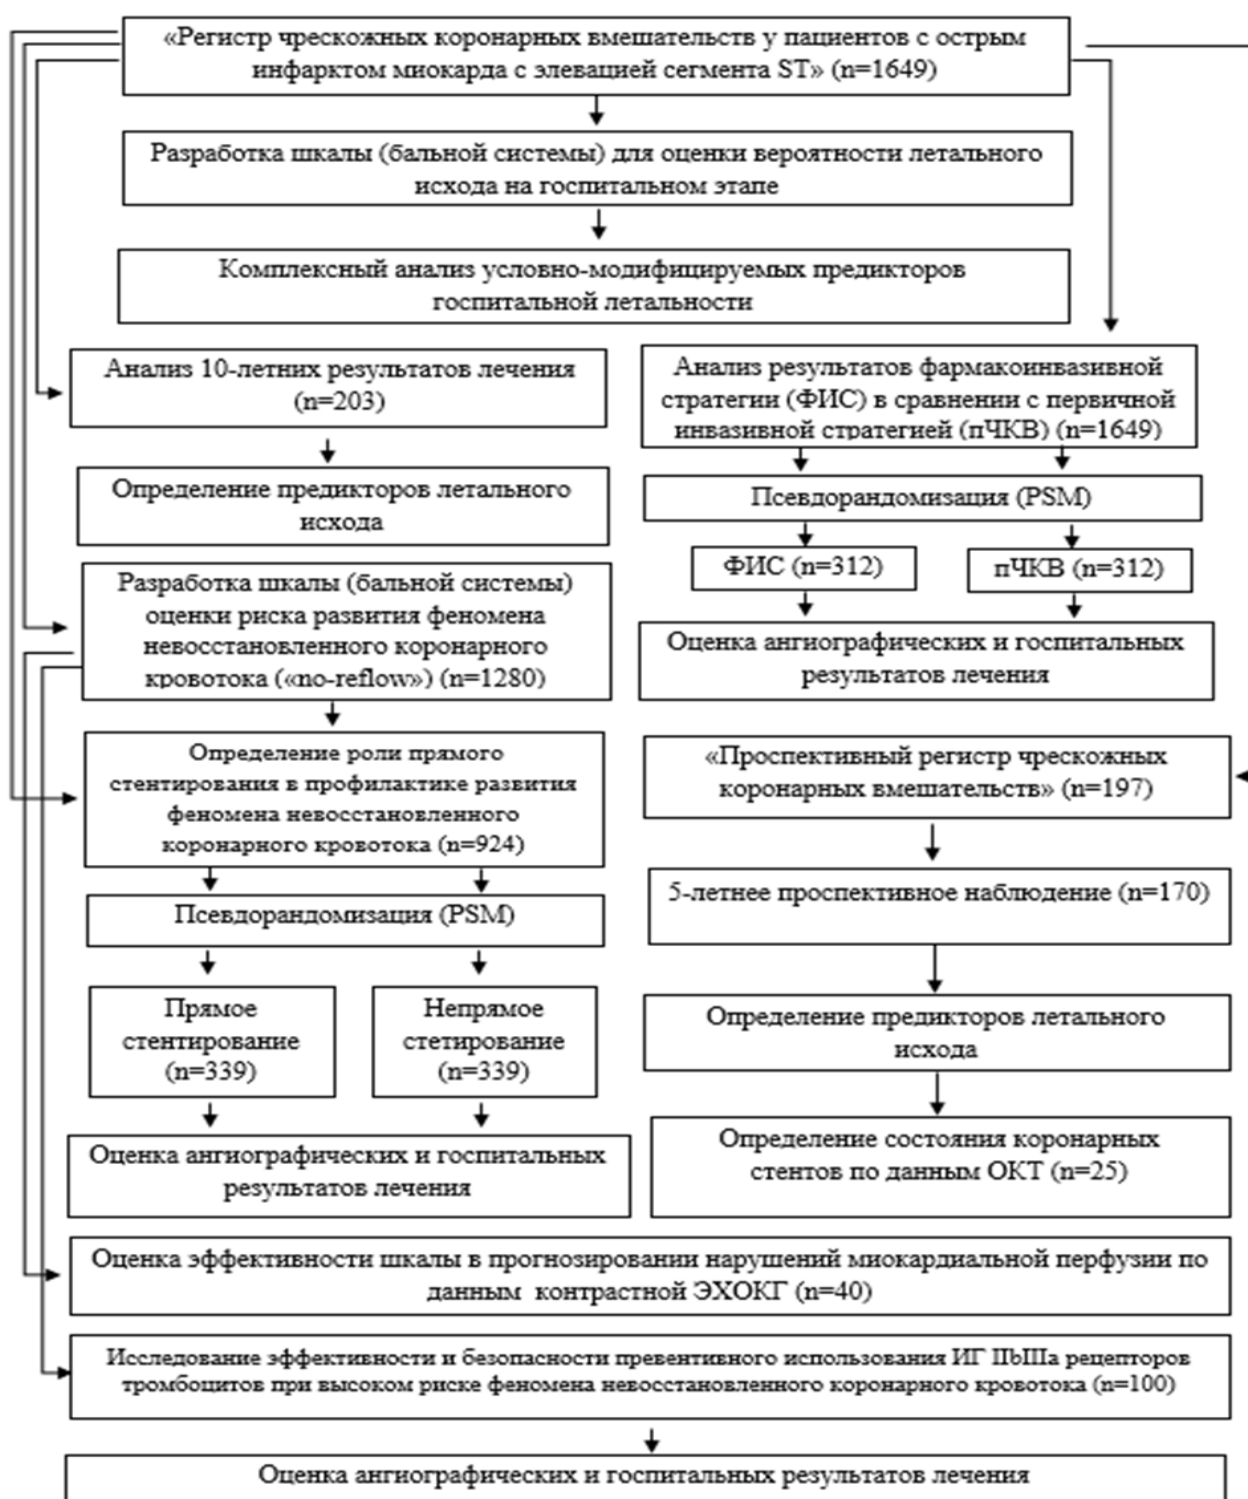 «Регистр чрескожных коронарных вмешательств у пациентов с острым
инфарктом миокарда с элевацией сегмента ST» (n=1649)
Разработка шкалы (бальной системы) для оценки вероятности летального
исхода на госпитальном этапе
Комплексный анализ условно-модифицируемых предикторов
госпитальной летальности
Анализ 10-летних результатов лечения
(n=203)
Определение предикторов летального
исхода
Разработка шкалы (бальной системы)
оценки риска развития феномена
невосстановленного коронарного
кровотока («no-reflow») (n=1280)
Определение роли прямого
стентирования в профилактике развития
феномена невосстановленного
коронарного кровотока (n=924)
Псевдорандомизация (PSM)
Прямое
стентирование
(n=339)
Непрямое
стетирование
(n=339)
Оценка ангиографических и госпитальных
результатов лечения
Анализ результатов фармакоинвазивной
стратегии (ФИС) в сравнении с первичной
инвазивной стратегией (пЧКВ) (n=1649)
Псевдорандомизация (PSM)
ФИС (n=312)
пЧКВ (n=312)
Оценка ангиографических и госпитальных
результатов лечения
«Проспективный регистр чрескожных
коронарных вмешательств» (n=197)
5-летнее проспективное наблюдение (n=170)
Определение предикторов летального
исхода
Определение состояния коронарных
стентов по данным ОКТ (n=25)
Оценка эффективности шкалы в прогнозировании нарушений миокардиальной перфузии по
данным контрастной ЭХОКГ (n=40)
Исследование эффективности и безопасности превентивного использования ИГ IIbIIIa рецепторов
тромбоцитов при высоком риске феномена невосстановленного коронарного кровотока (n=100)
Оценка ангиографических и госпитальных результатов лечения